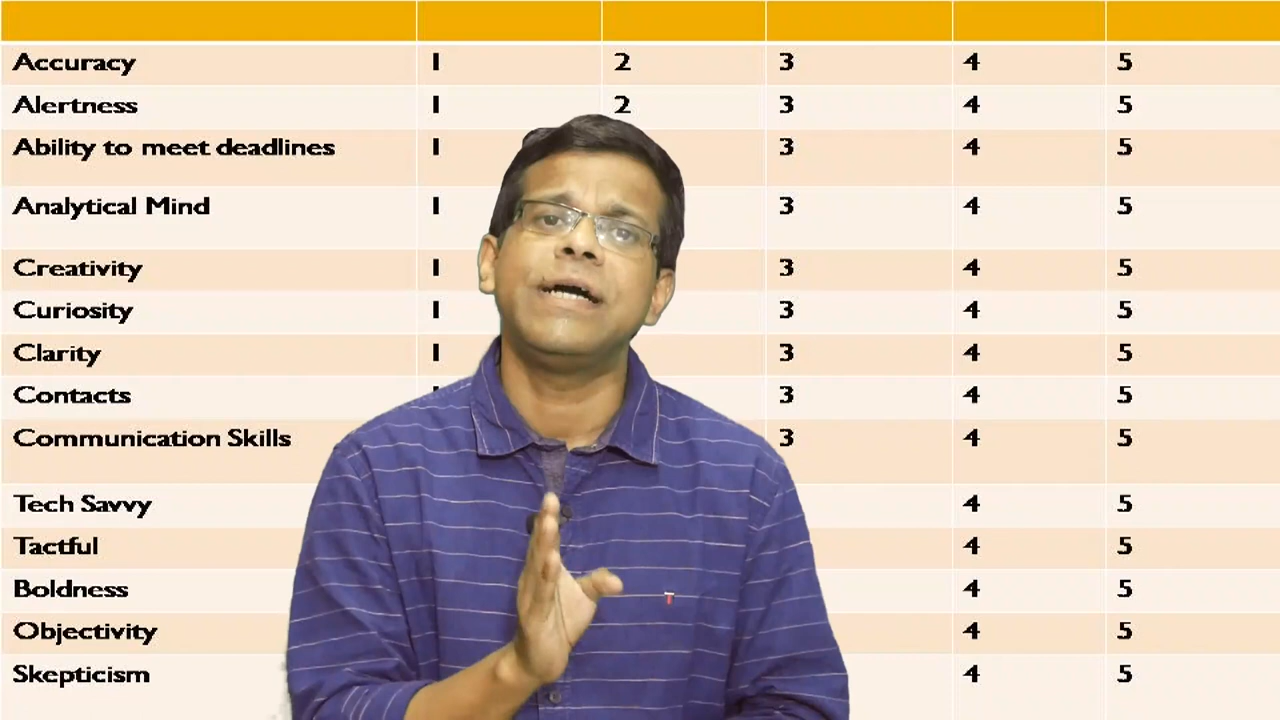 Accuracy 1 2 3 4 5
Alertness 1 2 3 4 5
Ability to meet deadlines 1 3 4 5
Analytical Mind 1 3 4 5
Creativity 1 3 4 5
Curiosity 1 3 4 5
Clarity 1 3 4 5
Contacts 3 4 5
Communication Skills 3 4 5
Tech Savvy 4 5
Tactful 4 5
Boldness 4 5
Objectivity 4 5
Skepticism 4 5